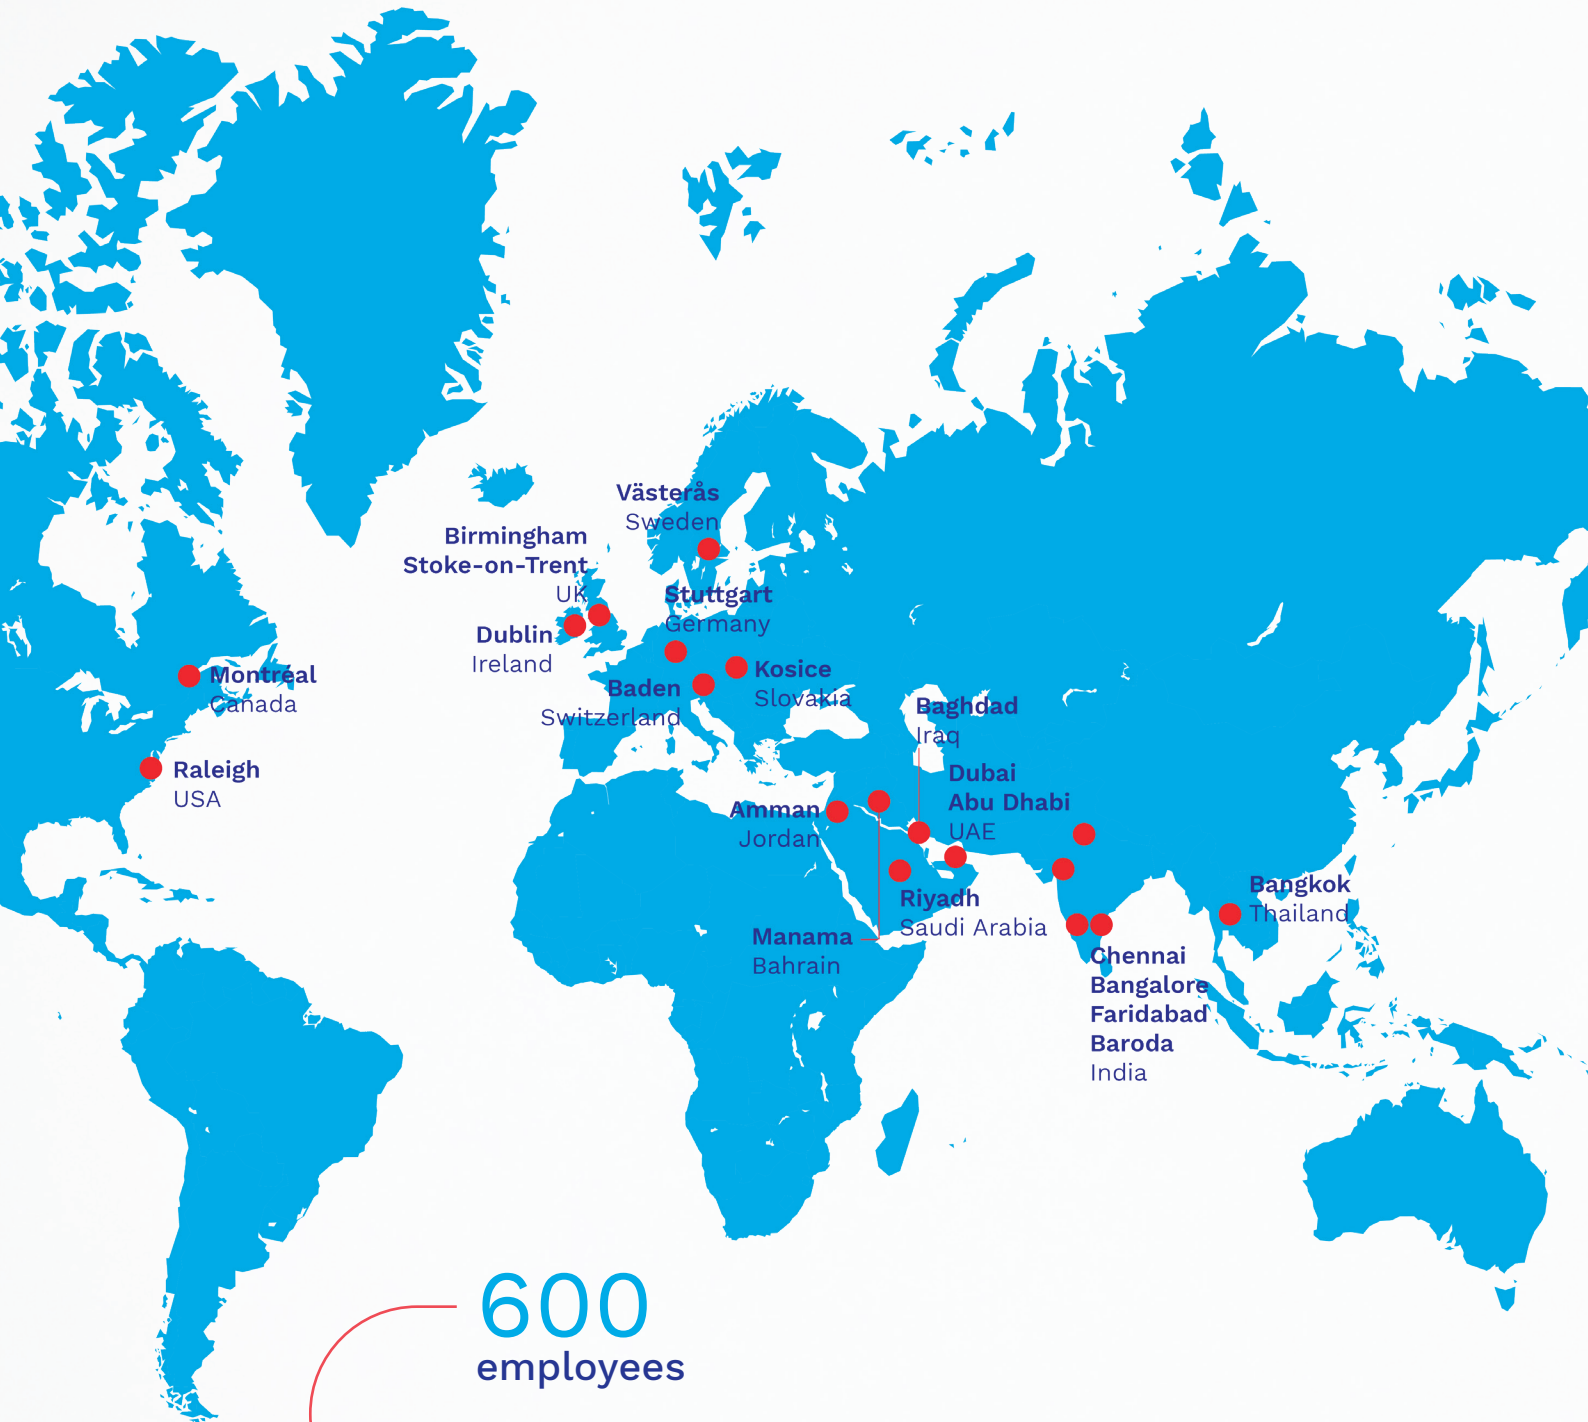 Västerås
Sweden
Birmingham
Stoke-on-Trent
UK
Stuttgart
Germany
Dublin
Ireland
Montréal
Canada
Kosice
Slovakia
Baden
Switzerland
Baghdad
Iraq
Raleigh
USA
Dubai
Abu Dhabi
UAE
Amman
Jordan
Riyadh
Saudi Arabia
Bangkok
Thailand
Manama
Bahrain
Chennai
Bangalore
Faridabad
Baroda
India
600
employees